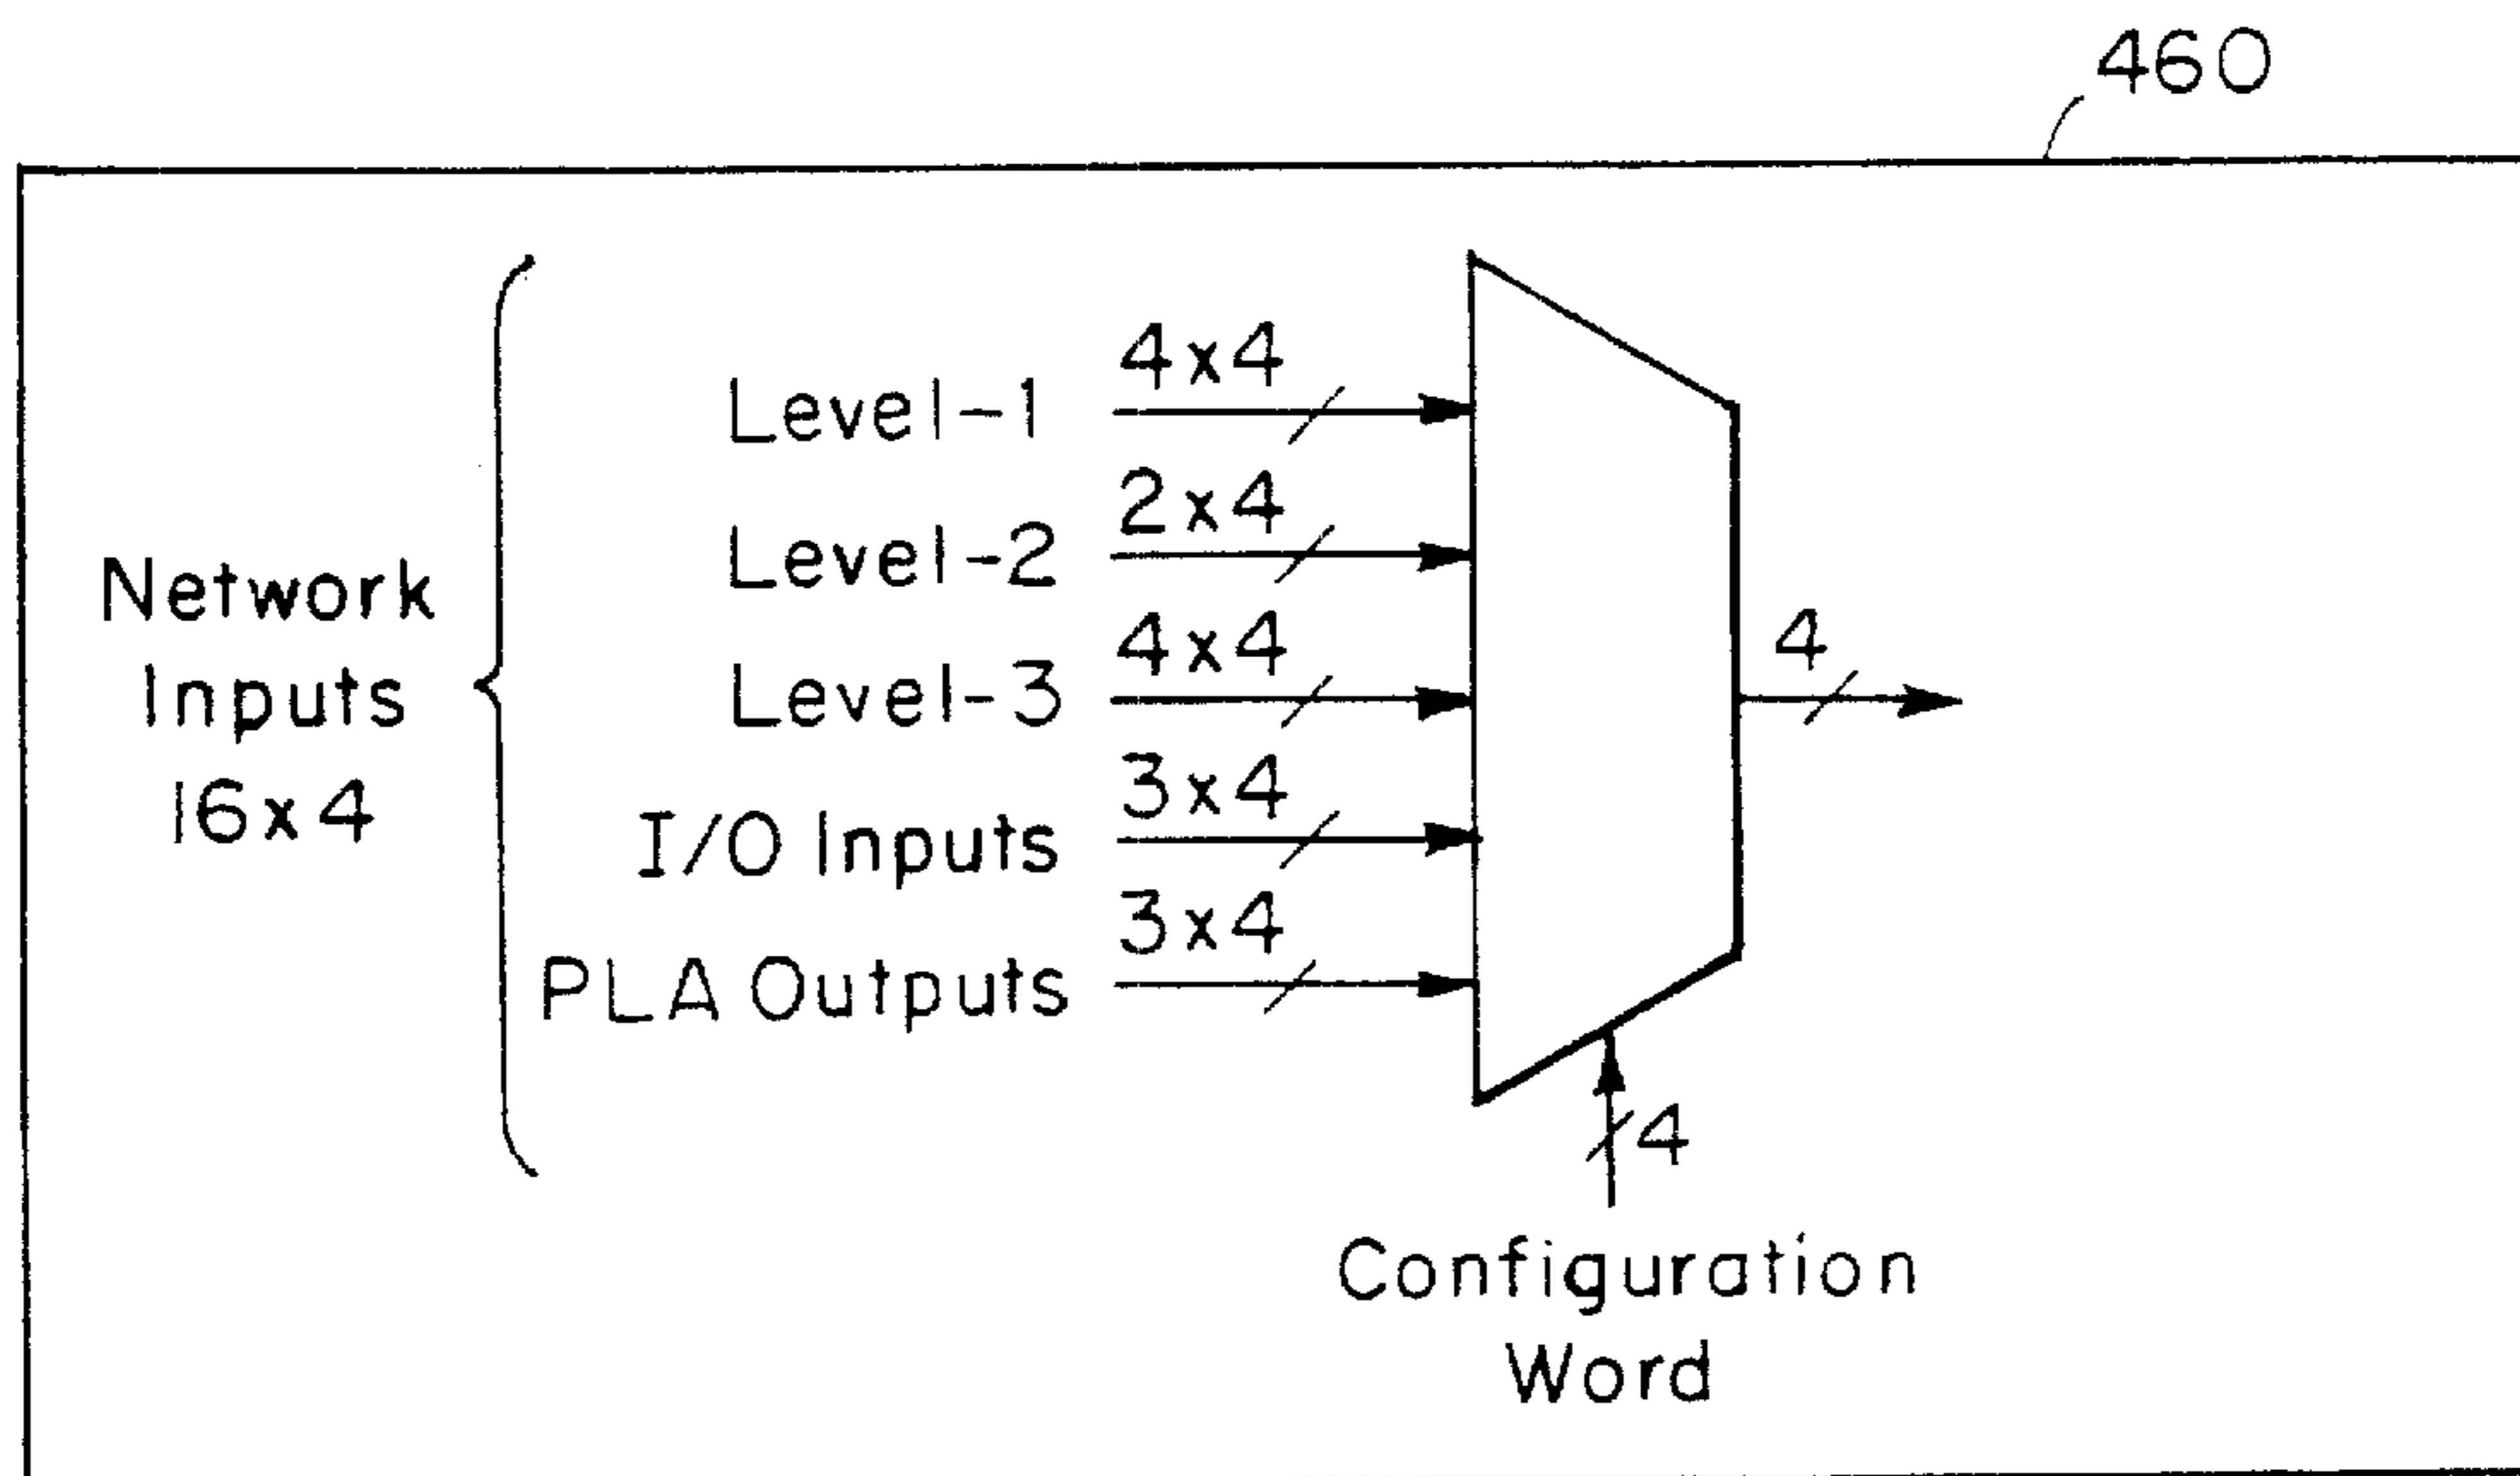 460
4x4
Level-1
2x4
Level-2
4x4
Level-3
3x4
I/O Inputs
3x4
PLA Outputs
Network
Inputs
16x4
4
4
Configuration
Word